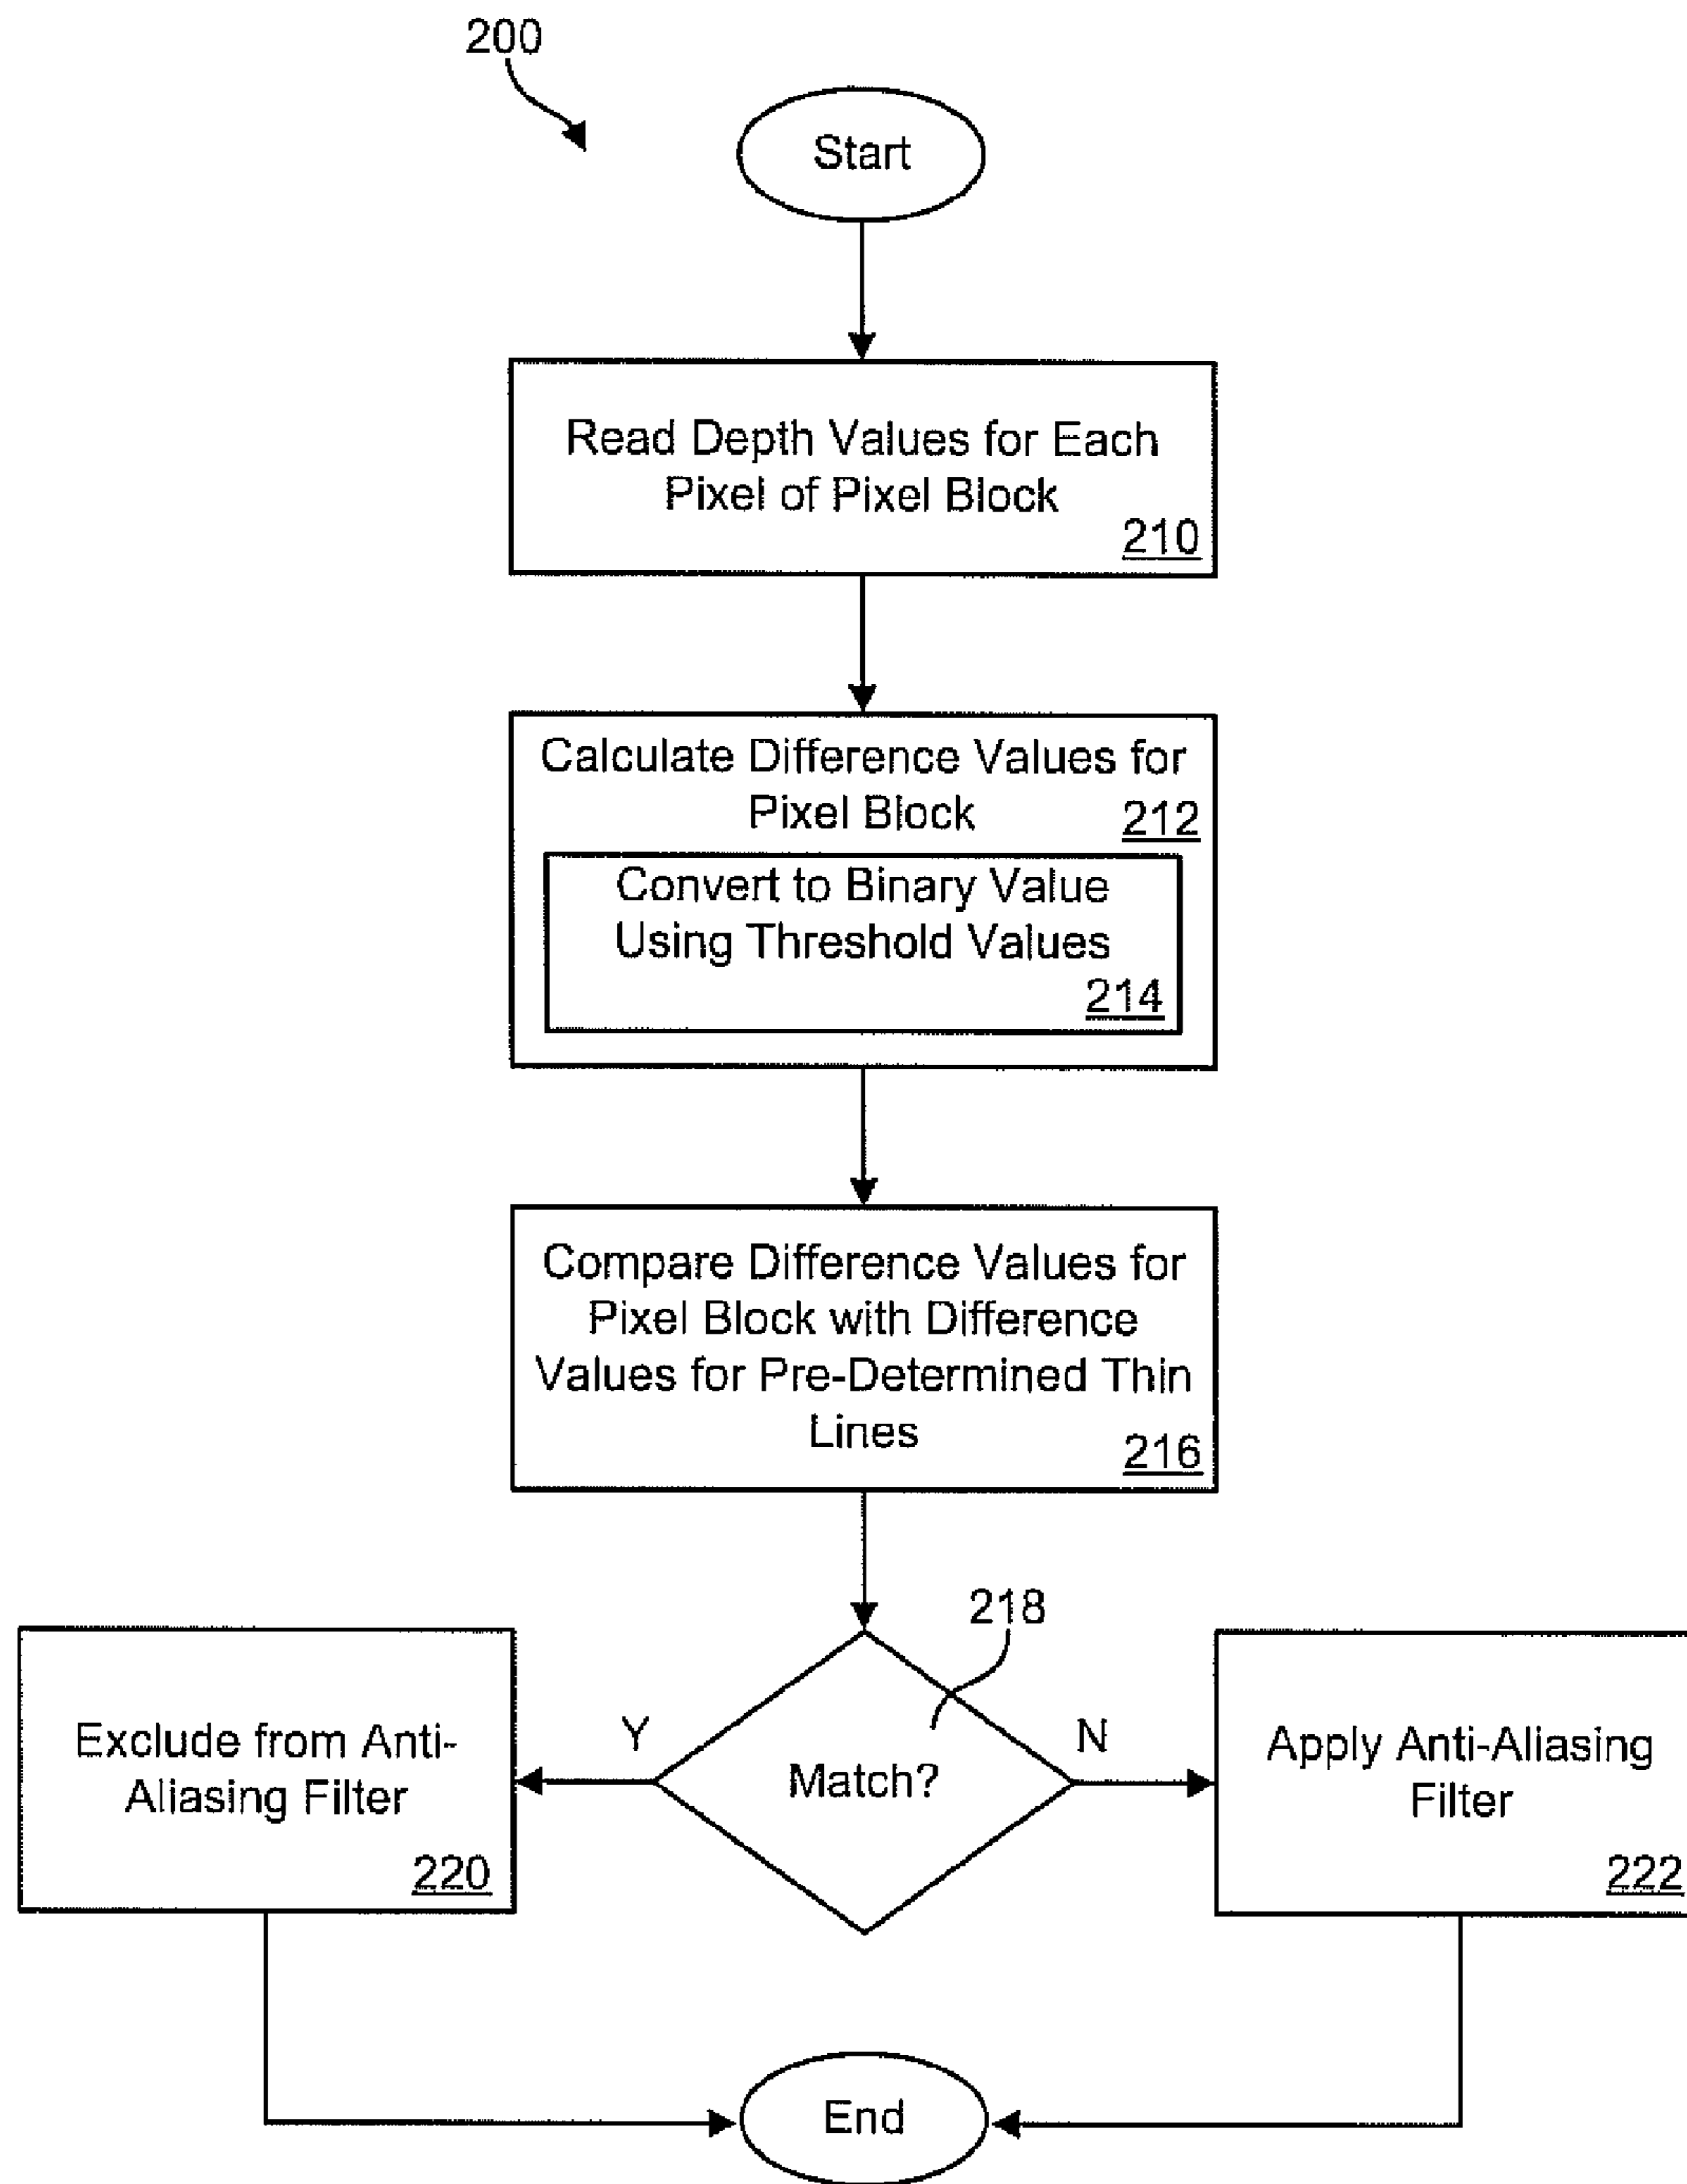 200
Start
Read Depth Values for Each
Pixel of Pixel Block
210
Calculate Difference Values for
Pixel Block
212
Convert to Binary Value
Using Threshold Values
214
Compare Difference Values for
Pixel Block with Difference
Values for Pre-Determined Thin
Lines
216
218
Match?
Y
N
Exclude from Anti-
Aliasing Filter
220
Apply Anti-Aliasing
Filter
222
End